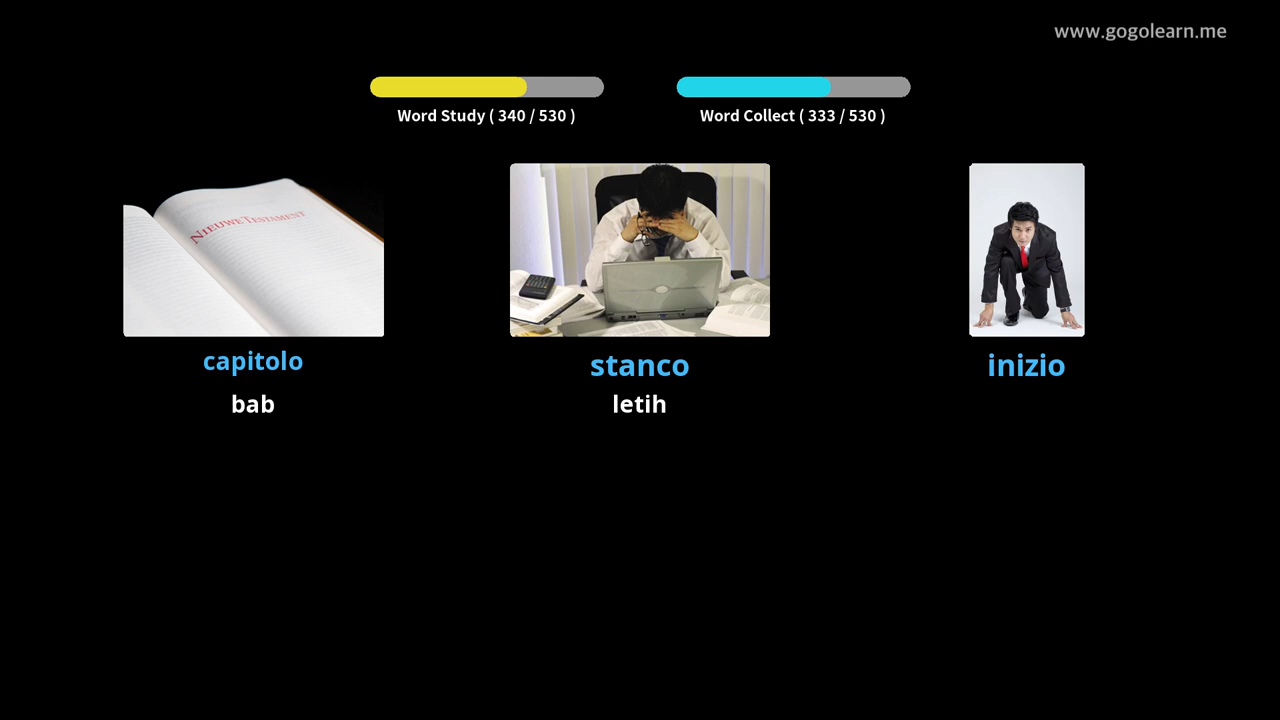 www.gogolearn.me
Word Study ( 340 / 530 )
Word Collect ( 333 / 530 )
NIEUWE TESTAMENT
capitolo
stanco
inizio
bab
letih